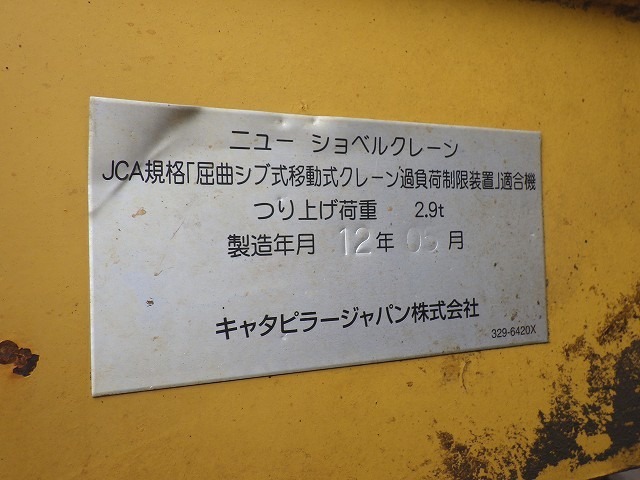 ニュー ショベルクレーン
JCA規格「屈曲ジブ式移動式クレーン過負荷制限装置」適合機
つり上げ荷重 2.9t
製造年月 12年 05月
キャタピラージャパン株式会社
329-6420X